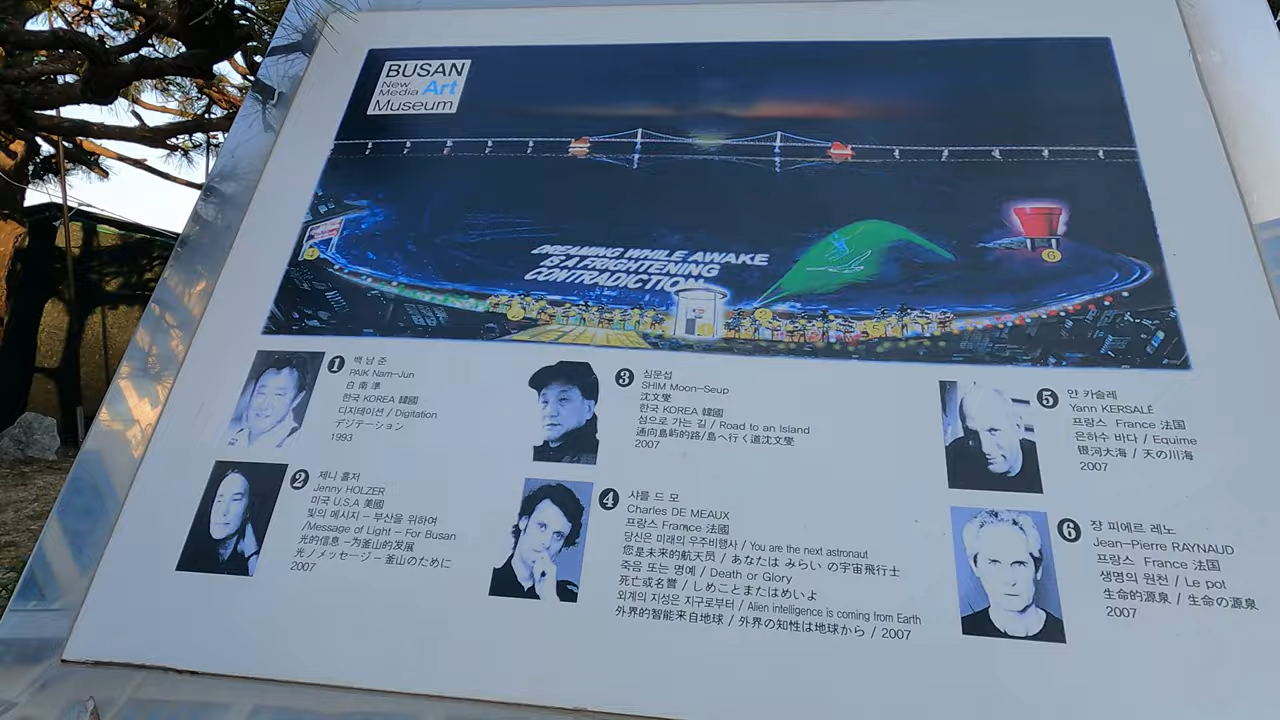 BUSAN
New
Media Art
Museum
DREAMING WHILE AWAKE
IS A FRIGHTENING
CONTRADICTION
1 백남준
PAIK Nam-Jun
白南準
한국 KOREA 韓國
디지테이션 / Digitation
デジテーション
1993
2 제니 홀저
Jenny HOLZER
미국 U.S.A 美國
빛의 메시지 - 부산을 위하여
/Message of Light - For Busan
光的信息 -为釜山的发展
光ノメッセージ－釜山のために
2007
3 심문섭
SHIM Moon-Seup
沈文燮
한국 KOREA 韓國
섬으로 가는 길 / Road to an Island
通向島嶼的路/島へ行く道沈文燮
2007
4 샤를 드 모
Charles DE MEAUX
프랑스 France 法國
당신은 미래의 우주비행사 / You are the next astronaut
您是未来的航天员 / あなたは みらい の宇宙飛行士
죽음 또는 명예 / Death or Glory
死亡或名譽 / しめことまたはめいよ
외계의 지성은 지구로부터 / Alien intelligence is coming from Earth
外界的智能来自地球 / 外界の知性は地球から / 2007
5 얀 카슬레
Yann KERSALÉ
프랑스 France 法国
은하수 바다 / Equime
银河大海 / 天の川海
2007
6 쟝 피에르 레노
Jean-Pierre RAYNAUD
프랑스 France 法国
생명의 원천 / Le pot
生命的源泉 / 生命の源泉
2007
6